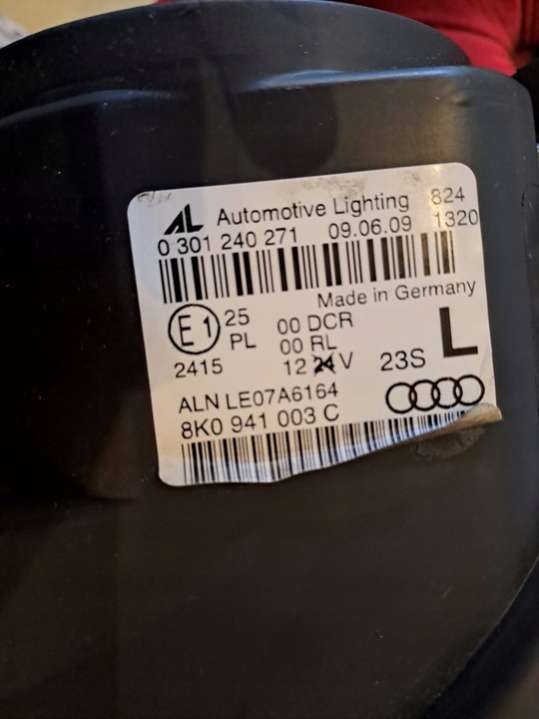 AL Automotive Lighting 824
0 301 240 271 09.06.09 1320
Made in Germany
E1 25 00 DCR L
PL 00 RL
2415 12 24 V 23S
ALN LE07A6164
8K0 941 003 C